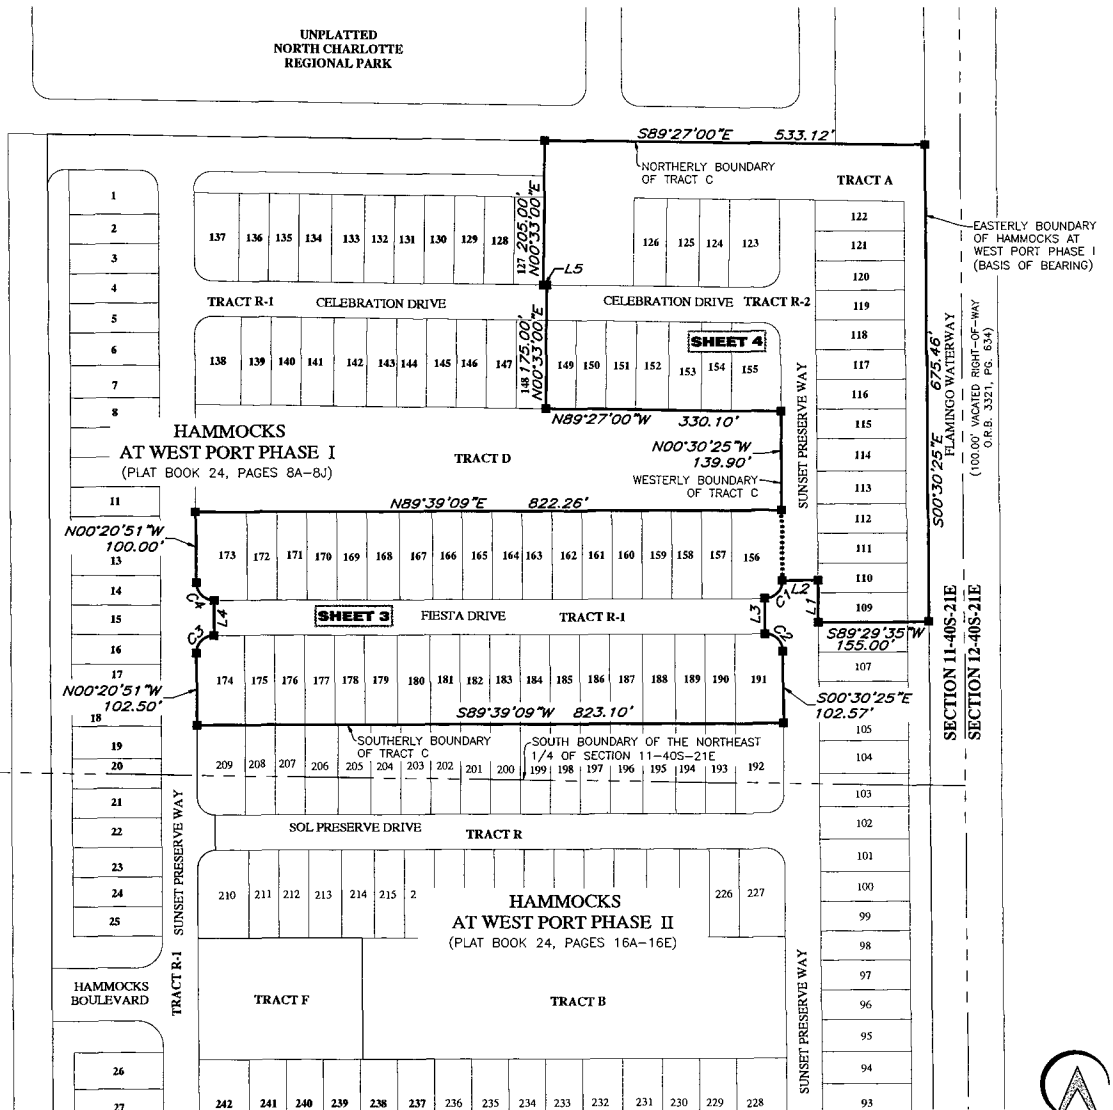 UNPLATTED
NORTH CHARLOTTE
REGIONAL PARK
S89°27'00"E 533.12'
NORTHERLY BOUNDARY
OF TRACT C
TRACT A
1
2
3
4
5
6
7
8
11
13
14
15
16
17
18
19
20
21
22
23
24
25
26
27
137 136 135 134 133 132 131 130 129 128
127
205.00'
N00°33'00"E
126 125 124 123
122
121
120
119
118
117
116
115
114
113
112
111
110
109
107
105
104
103
102
101
100
99
98
97
96
95
94
93
EASTERLY BOUNDARY
OF HAMMOCKS AT
WEST PORT PHASE I
(BASIS OF BEARING)
L5
TRACT R-1 CELEBRATION DRIVE
CELEBRATION DRIVE TRACT R-2
138 139 140 141 142 143 144 145 146 147
148
175.00'
N00°33'00"E
149 150 151 152 153 154 155
SHEET 4
SUNSET PRESERVE WAY
S00°30'25"E 675.46'
FLAMINGO WATERWAY
(100.00' VACATED RIGHT-OF-WAY
O.R.B. 3321, PG. 634)
N89°27'00"W 330.10'
HAMMOCKS
AT WEST PORT PHASE I
(PLAT BOOK 24, PAGES 8A-8J)
TRACT D
N00°30'25"W
139.90'
WESTERLY BOUNDARY
OF TRACT C
N89°39'09"E 822.26'
N00°20'51"W
100.00'
173 172 171 170 169 168 167 166 165 164 163 162 161 160 159 158 157 156
C4
L4
C3
SHEET 3
FIESTA DRIVE TRACT R-1
L3
C1
L2
L1
C2
S89°29'35"W
155.00'
SECTION 11-40S-21E
SECTION 12-40S-21E
N00°20'51"W
102.50'
174 175 176 177 178 179 180 181 182 183 184 185 186 187 188 189 190 191
S00°30'25"E
102.57'
S89°39'09"W 823.10'
SOUTHERLY BOUNDARY
OF TRACT C
SOUTH BOUNDARY OF THE NORTHEAST
1/4 OF SECTION 11-40S-21E
209 208 207 206 205 204 203 202 201 200 199 198 197 196 195 194 193 192
SUNSET PRESERVE WAY
TRACT R-1
SOL PRESERVE DRIVE TRACT R
210 211 212 213 214 215 2
226 227
HAMMOCKS
AT WEST PORT PHASE II
(PLAT BOOK 24, PAGES 16A-16E)
HAMMOCKS
BOULEVARD
TRACT F
TRACT B
SUNSET PRESERVE WAY
242 241 240 239 238 237 236 235 234 233 232 231 230 229 228